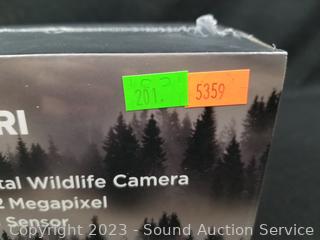 201.
5359
RI
tal Wildlife Camera
2 Megapixel
Sensor
Copyright 2023 - Sound Auction Service